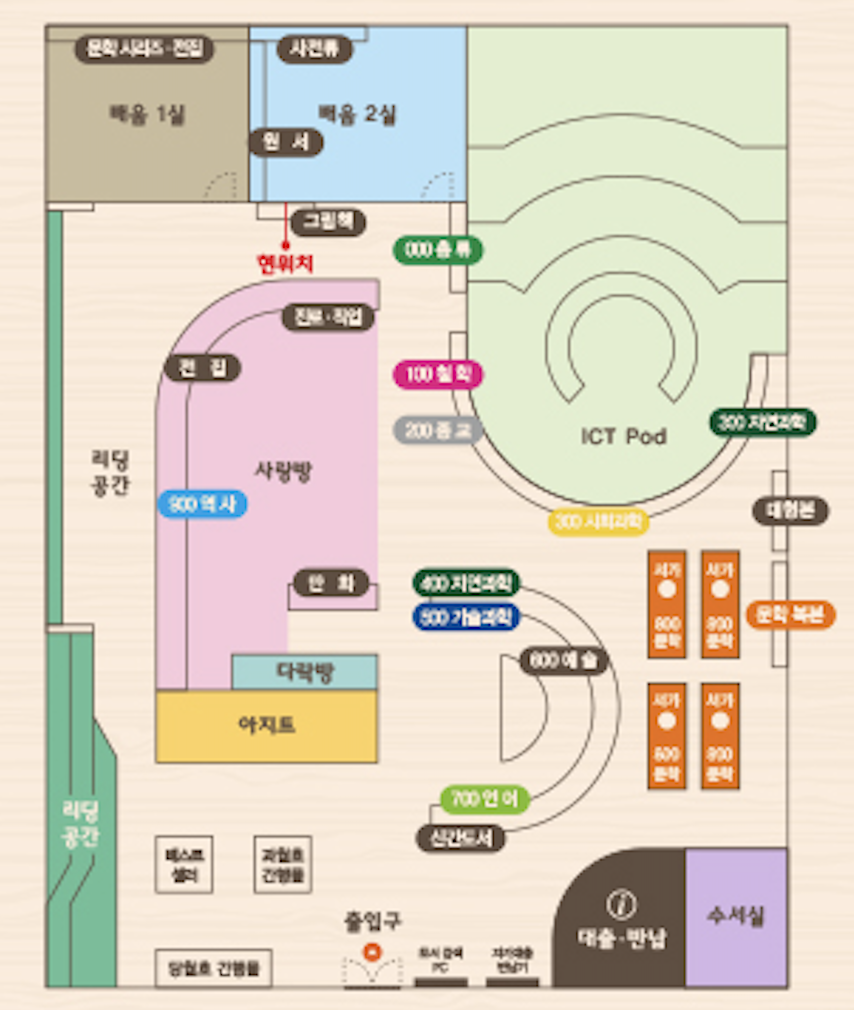 문학 시리즈·전집
사전류
배움 1실
배움 2실
원 서
그림책
현위치
000 총 류
진로·직업
전 집
100 철 학
200 종 교
ICT Pod
300 자연과학
리딩
공간
사랑방
900 역 사
300 사회과학
대형본
만 화
400 자연과학
500 기술과학
서가
800
문학
서가
800
문학
문학 복본
600 예 술
다락방
아지트
서가
800
문학
서가
800
문학
700 언 어
신간도서
리딩
공간
베스트
셀러
과월호
간행물
출입구
대출·반납
수서실
당월호 간행물
도서 검색
PC
자가대출
반납기